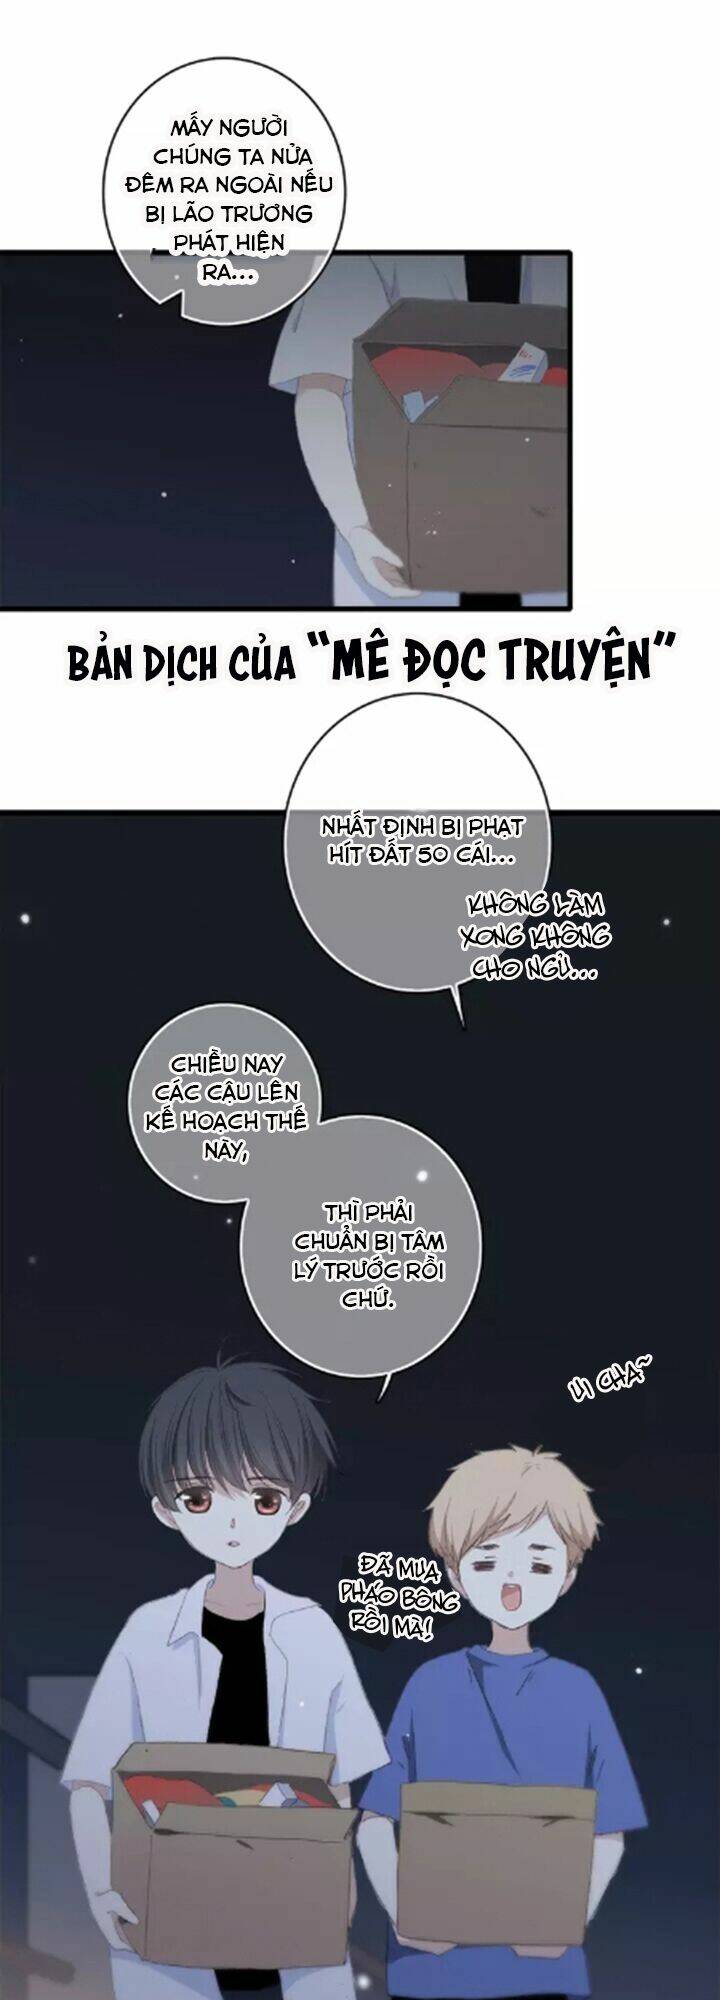 MẤY NGƯỜI
CHÚNG TA NỬA
ĐÊM RA NGOÀI NẾU
BỊ LÃO TRƯƠNG
PHÁT HIỆN
RA...
BẢN DỊCH CỦA "MÊ ĐỌC TRUYỆN"
NHẤT ĐỊNH BỊ PHẠT
HÍT ĐẤT 50 CÁI...
KHÔNG LÀM
XONG KHÔNG
CHO NGỦ...
CHIỀU NAY
CÁC CẬU LÊN
KẾ HOẠCH THẾ
NÀY,
THÌ PHẢI
CHUẨN BỊ TÂM
LÝ TRƯỚC RỒI
CHỨ.
UI CHA~
ĐÃ MUA
PHÁO BÔNG
RỒI MÀ!